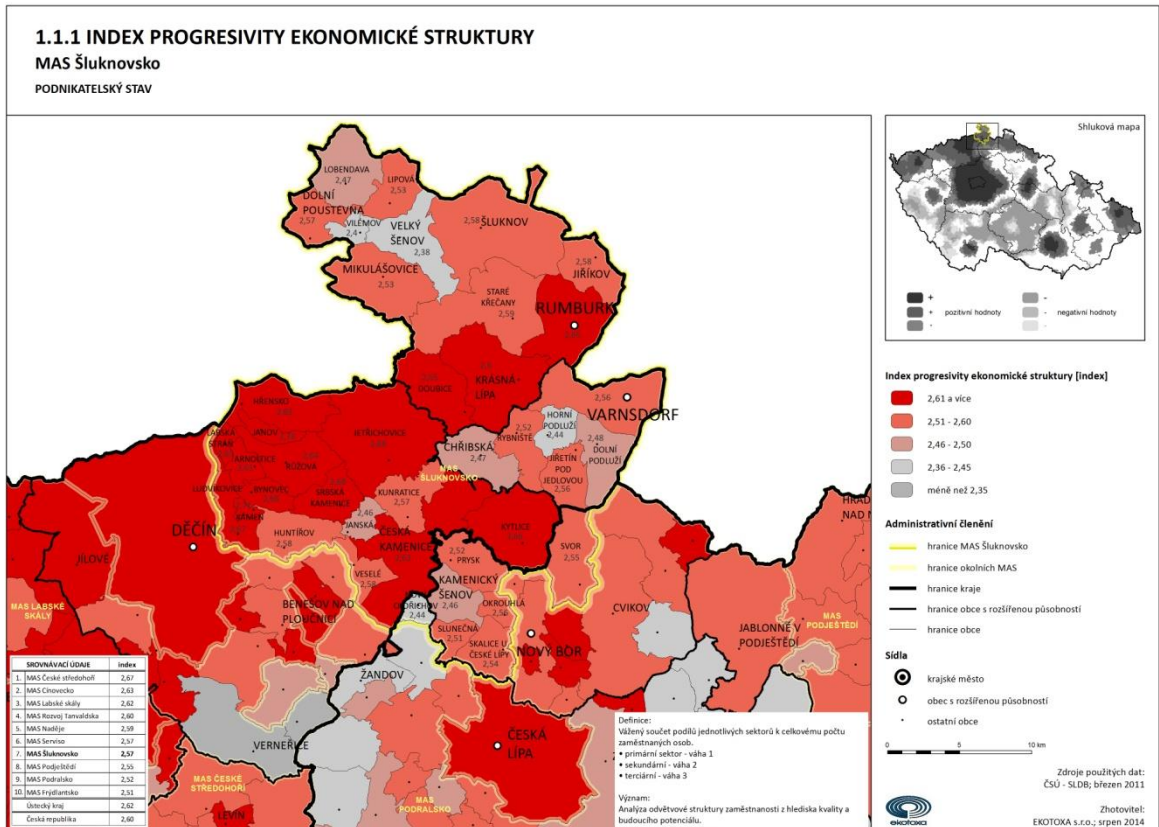 1.1.1 INDEX PROGRESIVITY EKONOMICKÉ STRUKTURY
MAS Šluknovsko
PODNIKATELSKÝ STAV
Shluková mapa
+
+ pozitivní hodnoty
-
- negativní hodnoty
Index progresivity ekonomické struktury [index]
2,61 a více
2,51 - 2,60
2,46 - 2,50
2,36 - 2,45
méně než 2,35
Administrativní členění
hranice MAS Šluknovsko
hranice okolních MAS
hranice kraje
hranice obce s rozšířenou působností
hranice obce
Sídla
krajské město
obec s rozšířenou působností
ostatní obce
0 5 10 km
Zdroje použitých dat:
ČSÚ - SLDB; březen 2011
Zhotovitel:
EKOTOXA s.r.o.; srpen 2014
ekotoxa
LOBENDAVA
2,47
LIPOVÁ
2,53
DOLNÍ
POUSTEVNA
2,57
VILÉMOV
2,4
VELKÝ
ŠENOV
2,38
2,58 ŠLUKNOV
MIKULÁŠOVICE
2,53
2,58
JIŘÍKOV
STARÉ
KŘEČANY
2,59
RUMBURK
DOUBICE
KRÁSNÁ
LÍPA
2,56
VARNSDORF
HORNÍ
PODLUŽÍ
2,44
2,52
RYBNIŠTĚ
2,48
DOLNÍ
PODLUŽÍ
CHŘIBSKÁ
2,47
JIŘETÍN
POD
JEDLOVOU
2,56
MAS
ŠLUKNOVSKO
HŘENSKO
JANOV
LABSKÁ
STRÁŇ
ARNOLTICE
RŮŽOVÁ
JETŘICHOVICE
LUDVÍKOVICE
BYNOVEC
SRBSKÁ
KAMENICE
KÁMEN
KUNRATICE
2,57
2,46
JANSKÁ
HUNTÍŘOV
2,58
ČESKÁ
KAMENICE
VESELÉ
2,58
KYTLICE
DĚČÍN
JÍLOVÉ
MAS LABSKÉ
SKÁLY
BENEŠOV NAD
PLOUČNICÍ
2,52
PRYSK
KAMENICKÝ
ŠENOV
2,46
SVOR
2,55
OKROUHLÁ
2,44
SLUNEČNÁ
2,51
SKALICE U
ČESKÉ LÍPY
2,54
NOVÝ BOR
CVIKOV
JABLONNÉ V
PODJEŠTĚDÍ
MAS
PODJEŠTĚDÍ
ŽANDOV
VERNEŘICE
ČESKÁ
LÍPA
MAS ČESKÉ
STŘEDOHOŘÍ
MAS
PODRALSKO
LEVÍN
SROVNÁVACÍ ÚDAJE index
1. MAS České středohoří 2,67
2. MAS Cínovecko 2,63
3. MAS Labské skály 2,62
4. MAS Rozvoj Tanvaldska 2,60
5. MAS Naděje 2,59
6. MAS Serviso 2,57
7. MAS Šluknovsko 2,57
8. MAS Podještědí 2,55
9. MAS Podralsko 2,52
10. MAS Frýdlantsko 2,51
Ústecký kraj 2,62
Česká republika 2,60
Definice:
Vážený součet podílů jednotlivých sektorů k celkovému počtu
zaměstnaných osob.
• primární sektor - váha 1
• sekundární - váha 2
• terciární - váha 3
Význam:
Analýza odvětvové struktury zaměstnanosti z hlediska kvality a
budoucího potenciálu.